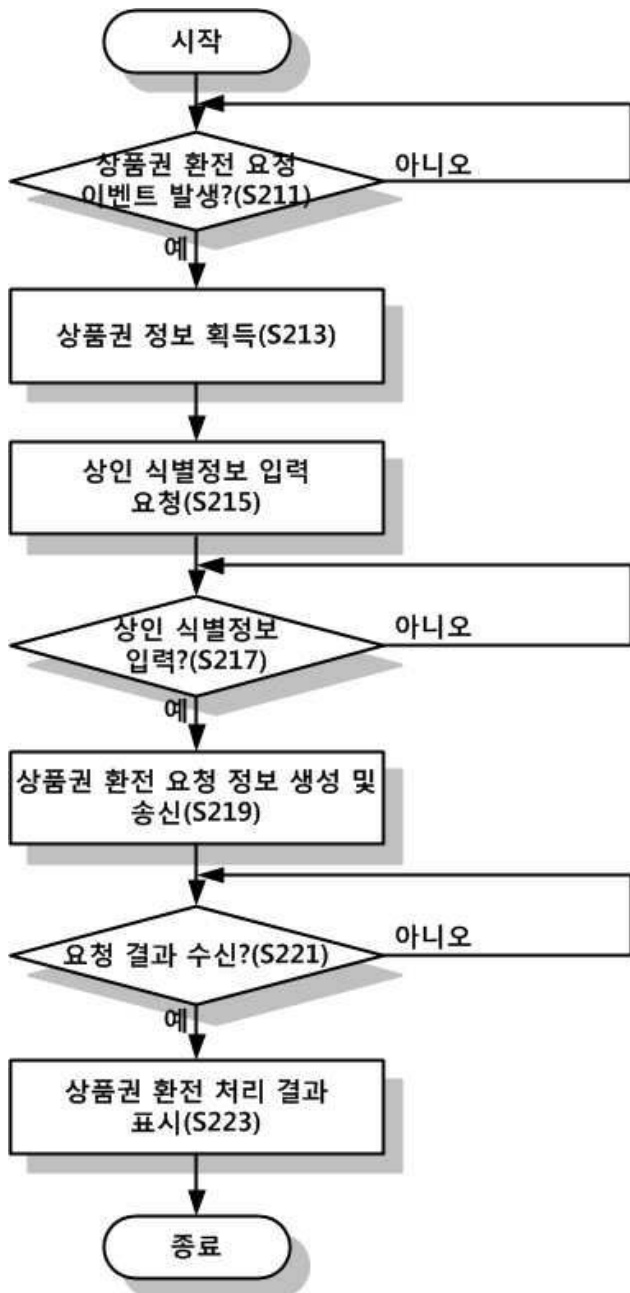 시작
상품권 환전 요청
이벤트 발생?(S211)
아니오
예
상품권 정보 획득(S213)
상인 식별정보 입력
요청(S215)
상인 식별정보
입력?(S217)
아니오
예
상품권 환전 요청 정보 생성 및
송신(S219)
요청 결과 수신?(S221)
아니오
예
상품권 환전 처리 결과
표시(S223)
종료